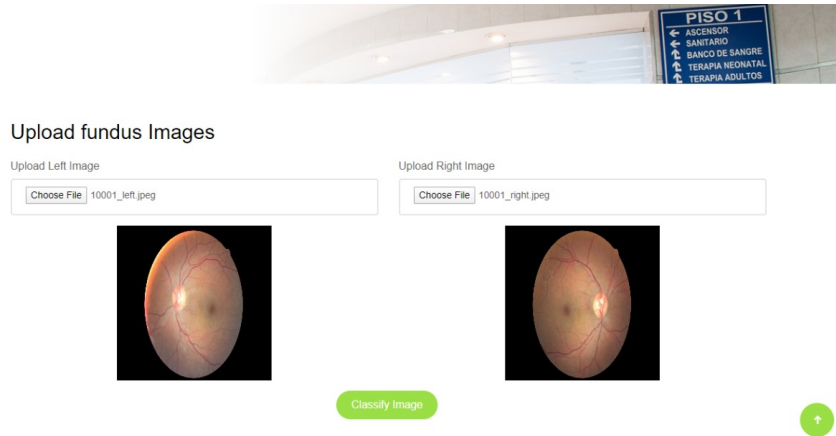 PISO 1
← ASCENSOR
← SANITARIO
↑ BANCO DE SANGRE
↑ TERAPIA NEONATAL
↑ TERAPIA ADULTOS
Upload fundus Images
Upload Left Image
Upload Right Image
Choose File 10001_left.jpeg
Choose File 10001_right.jpeg
Classify Image